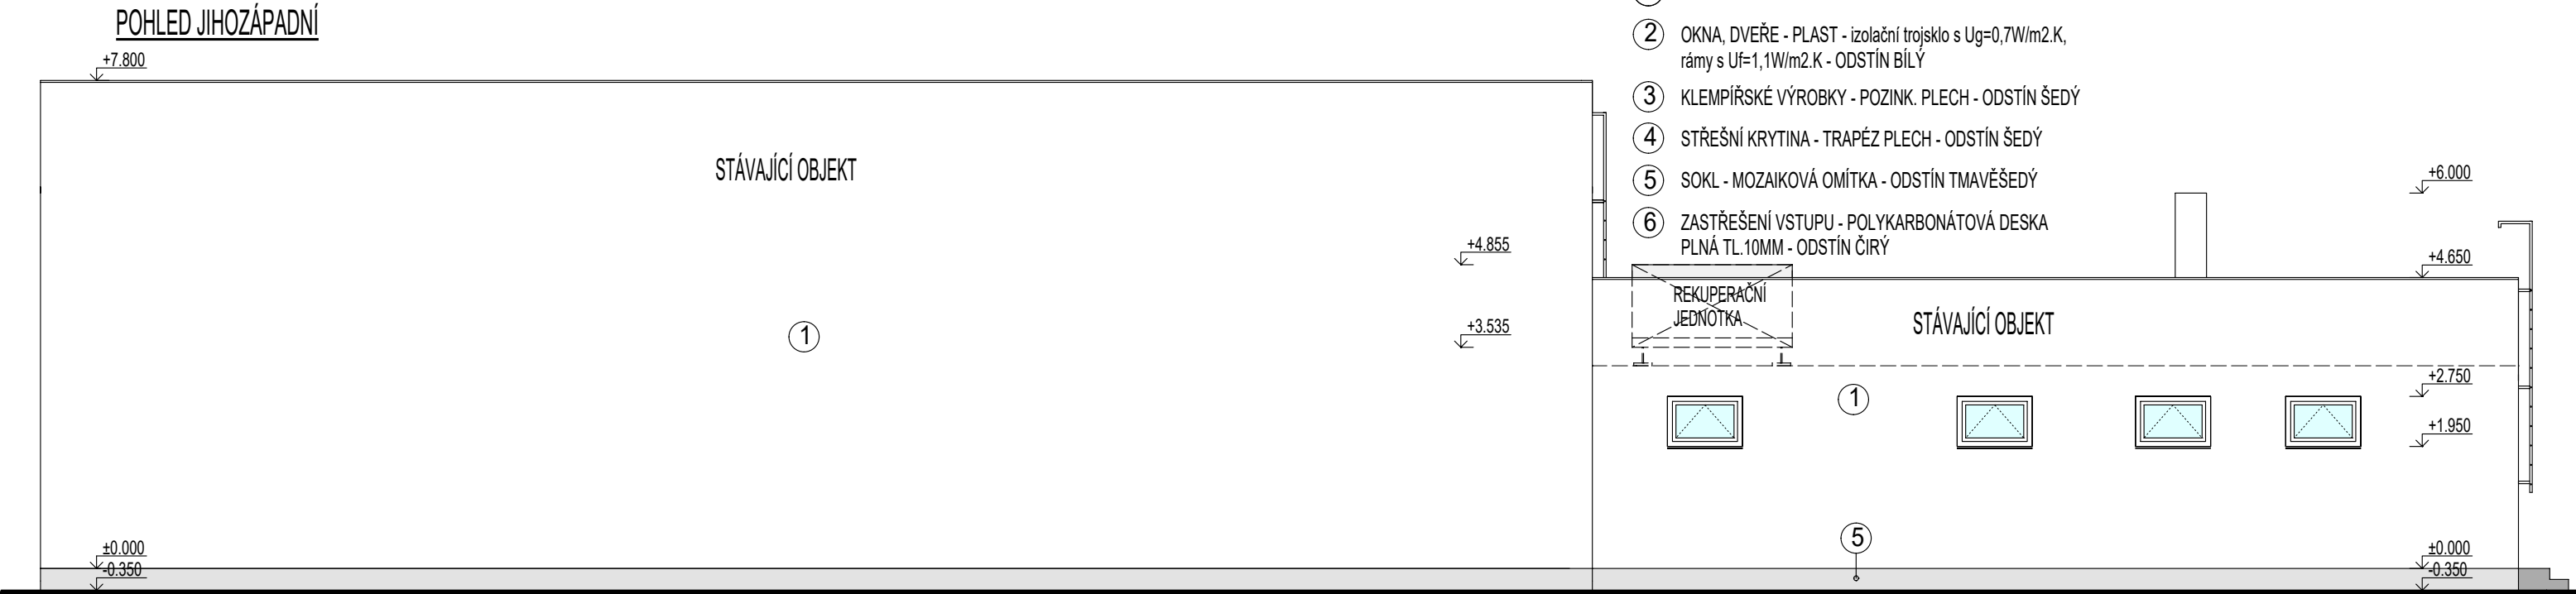 POHLED JIHOZÁPADNÍ
+7.800
2 OKNA, DVEŘE - PLAST - izolační trojsklo s Ug=0,7W/m2.K,
rámy s Uf=1,1W/m2.K - ODSTÍN BÍLÝ
3 KLEMPÍŘSKÉ VÝROBKY - POZINK. PLECH - ODSTÍN ŠEDÝ
4 STŘEŠNÍ KRYTINA - TRAPÉZ PLECH - ODSTÍN ŠEDÝ
5 SOKL - MOZAIKOVÁ OMÍTKA - ODSTÍN TMAVĚŠEDÝ
6 ZASTŘEŠENÍ VSTUPU - POLYKARBONÁTOVÁ DESKA
PLNÁ TL.10MM - ODSTÍN ČIRÝ
STÁVAJÍCÍ OBJEKT
+6.000
+4.855
+4.650
REKUPERAČNÍ
JEDNOTKA
STÁVAJÍCÍ OBJEKT
+3.535
1
+2.750
1
+1.950
5
±0.000
-0.350
±0.000
-0.350